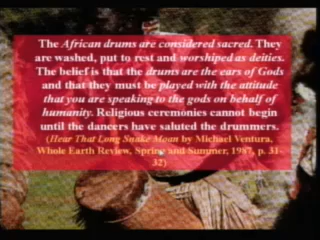 The African drums are considered sacred. They
are washed, put to rest and worshiped as deities.
The belief is that the drums are the ears of Gods
and that they must be played with the attitude
that you are speaking to the gods on behalf of
humanity. Religious ceremonies cannot begin
until the dancers have saluted the drummers.
(Hear That Long Snake Moan by Michael Ventura,
Whole Earth Review, Spring and Summer, 1987, p. 31-
32)